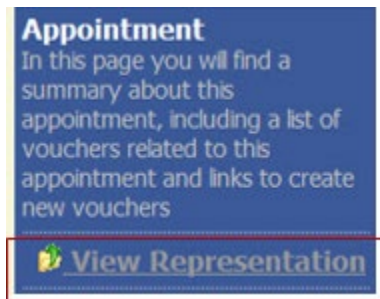 Appointment
In this page you will find a
summary about this
appointment, including a list of
vouchers related to this
appointment and links to create
new vouchers
View Representation